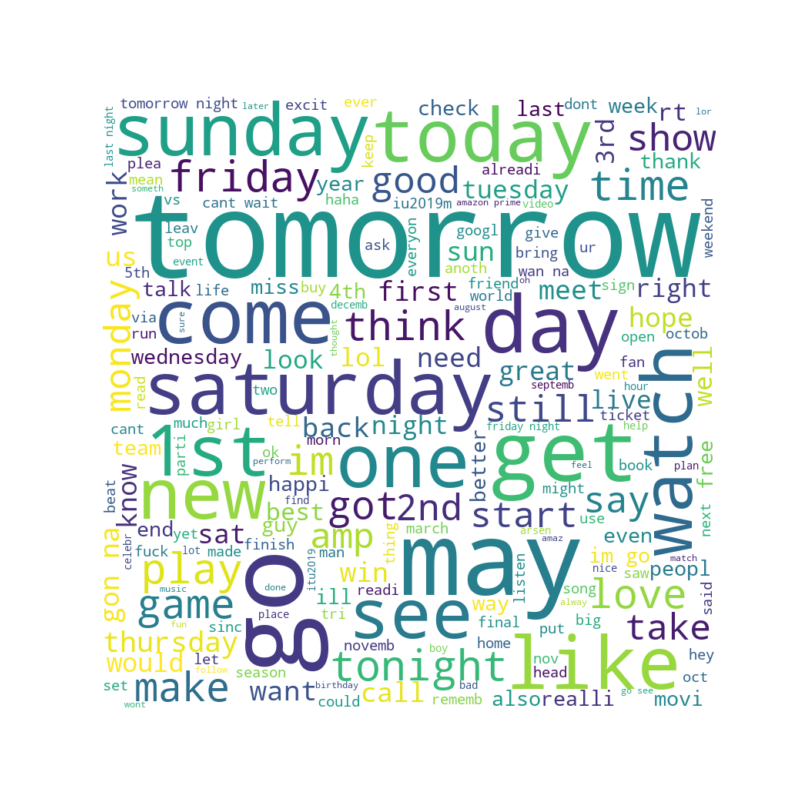 tomorrow night
later
excit
ever
check
last
dont
week
rt
lor
sunday
today
show
3rd
last night
keep
plea
friday
year
good
alreadi
tuesday
thank
time
work
mean
someth
vs
cant wait
haha
iu2019m
amazon prime
video
weekend
tomorrow
leav
top
event
ask
everyon
googl
give
ur
us
5th
sun
bring
wan na
anoth
talk
life
miss
buy
4th
first
friend
oh
world
meet
sign
right
monday
via
run
sure
come
decemb
thought
think
august
day
hope
octob
open
wednesday
look
lol
need
great
fan
watch
well
read
saturday
two
septemb
went
hour
still
live
ticket
cant
much
girl
tell
back
night
friday night
help
team
parti
1st
ok
morn
im
one
better
get
feel
book
plan
free
perform
know
happi
find
new
best
got
2nd
start
might
say
next
beat
end
yet
sat
guy
amp
march
use
even
celebr
fuck
lot
made
finish
itu2019
man
thing
arsen
amaz
im go
match
gon na
play
go
done
win
may
listen
nice
saw
peopl
music
game
place
ill
readi
way
song
alway
love
said
sinc
tri
see
final
put
big
take
thursday
fun
novemb
home
like
would
let
follow
season
boy
tonight
nov
head
hey
set
make
want
birthday
call
bad
go see
oct
wont
could
rememb
also
realli
movi